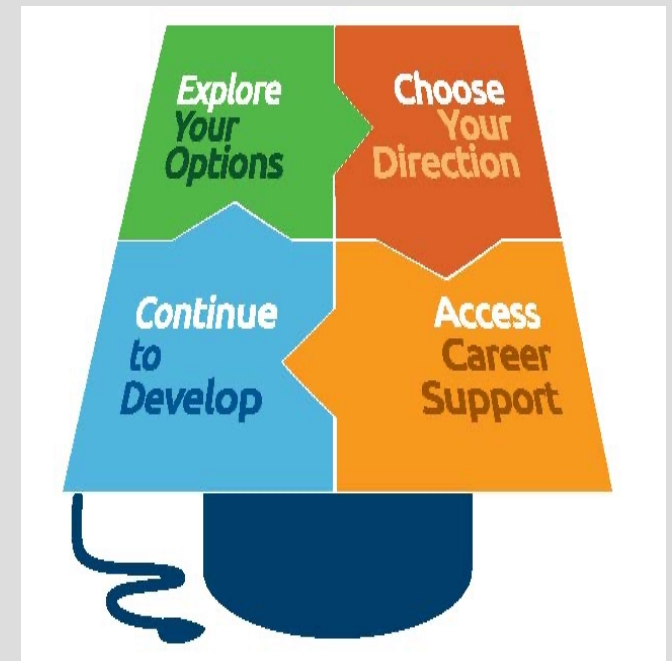 Explore
Your
Options
Choose
Your
Direction
Continue
to
Develop
Access
Career
Support